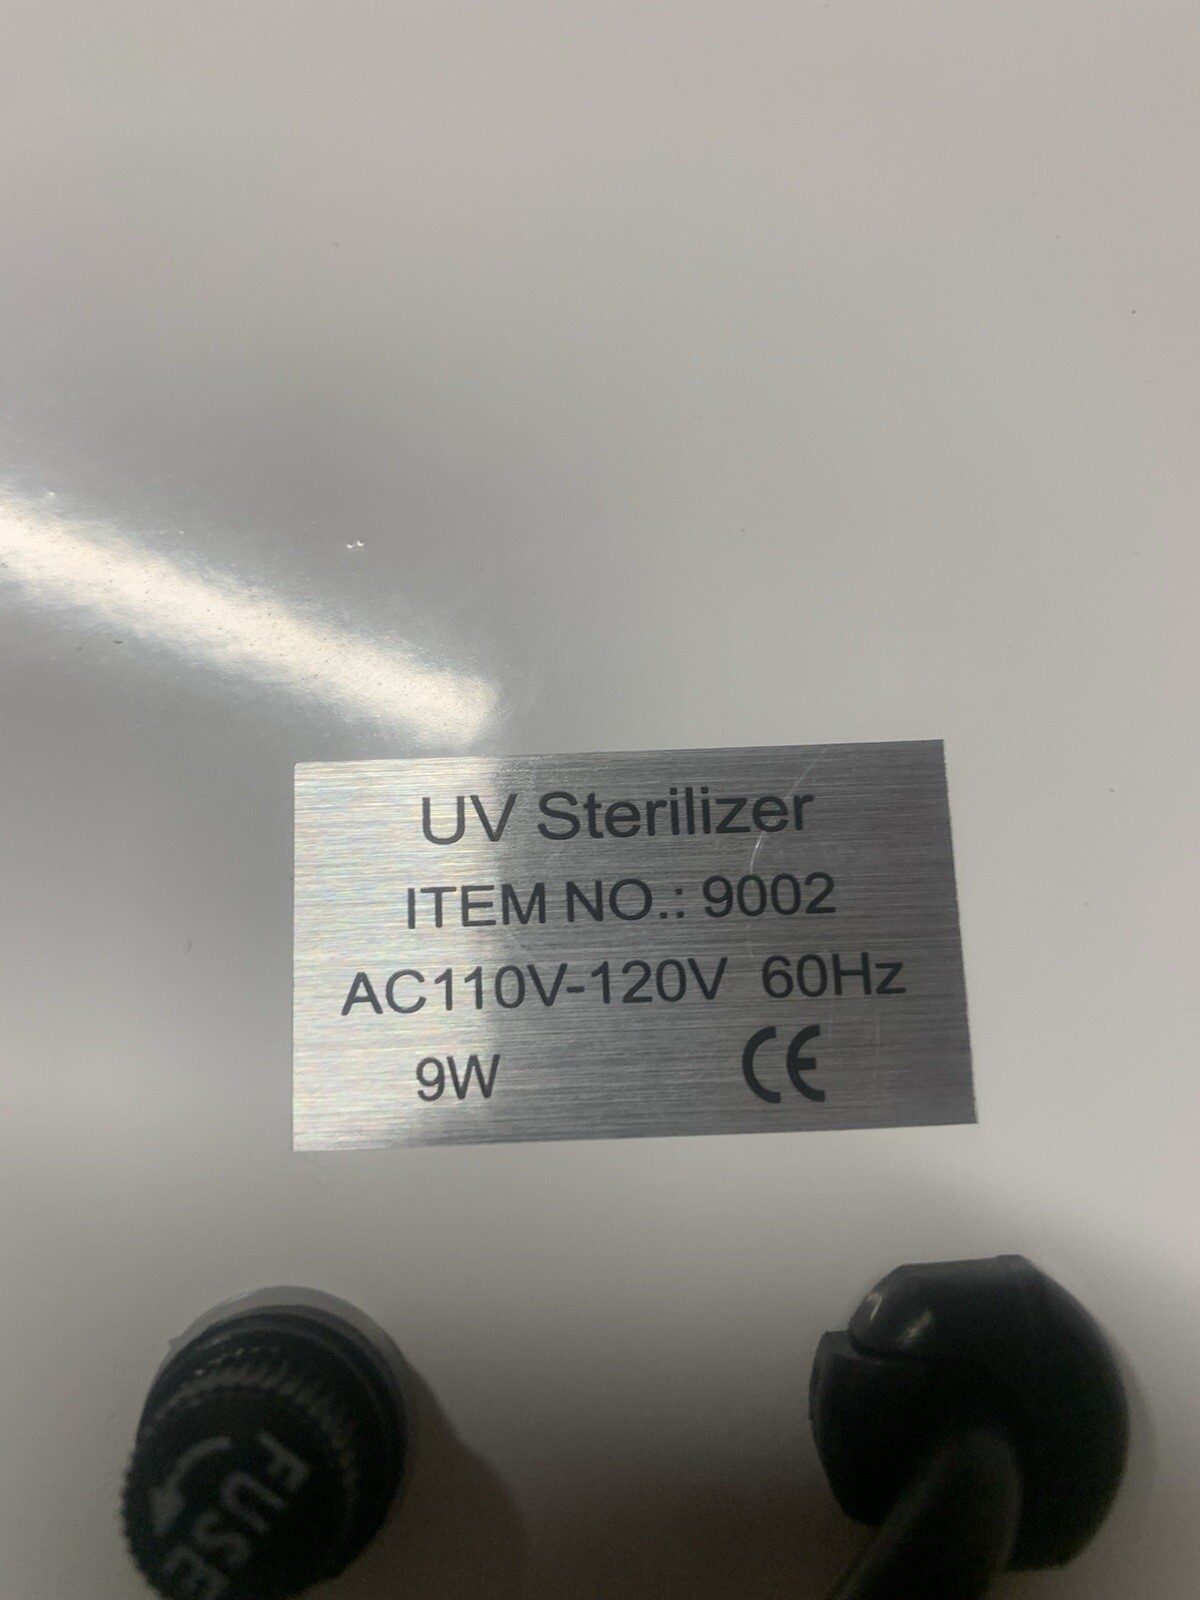 UV Sterilizer
ITEM NO.: 9002
AC110V-120V 60Hz
9W CE
FUSE